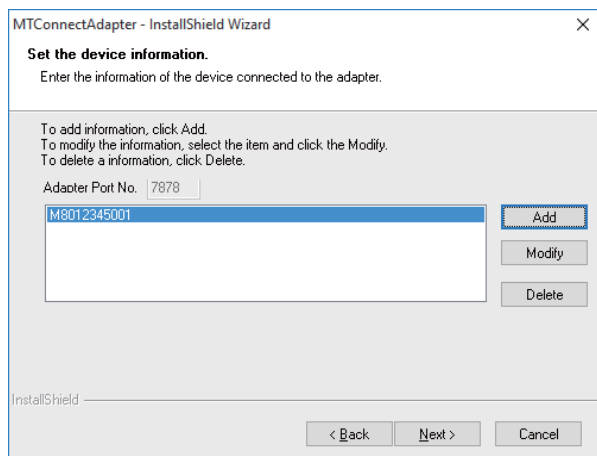 MTConnectAdapter - InstallShield Wizard
Set the device information.
Enter the information of the device connected to the adapter.
To add information, click Add.
To modify the information, select the item and click the Modify.
To delete a information, click Delete.
Adapter Port No. 7878
M8012345001
Add
Modify
Delete
InstallShield
< Back Next > Cancel